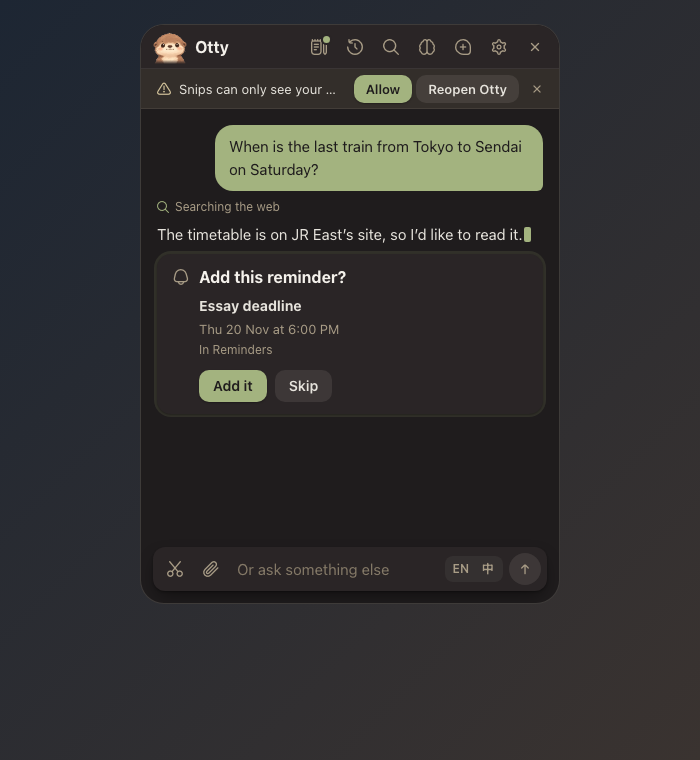 Otty
Snips can only see your ...
Allow
Reopen Otty
When is the last train from Tokyo to Sendai
on Saturday?
Searching the web
The timetable is on JR East’s site, so I’d like to read it.
Add this reminder?
Essay deadline
Thu 20 Nov at 6:00 PM
In Reminders
Add it
Skip
Or ask something else
EN 中